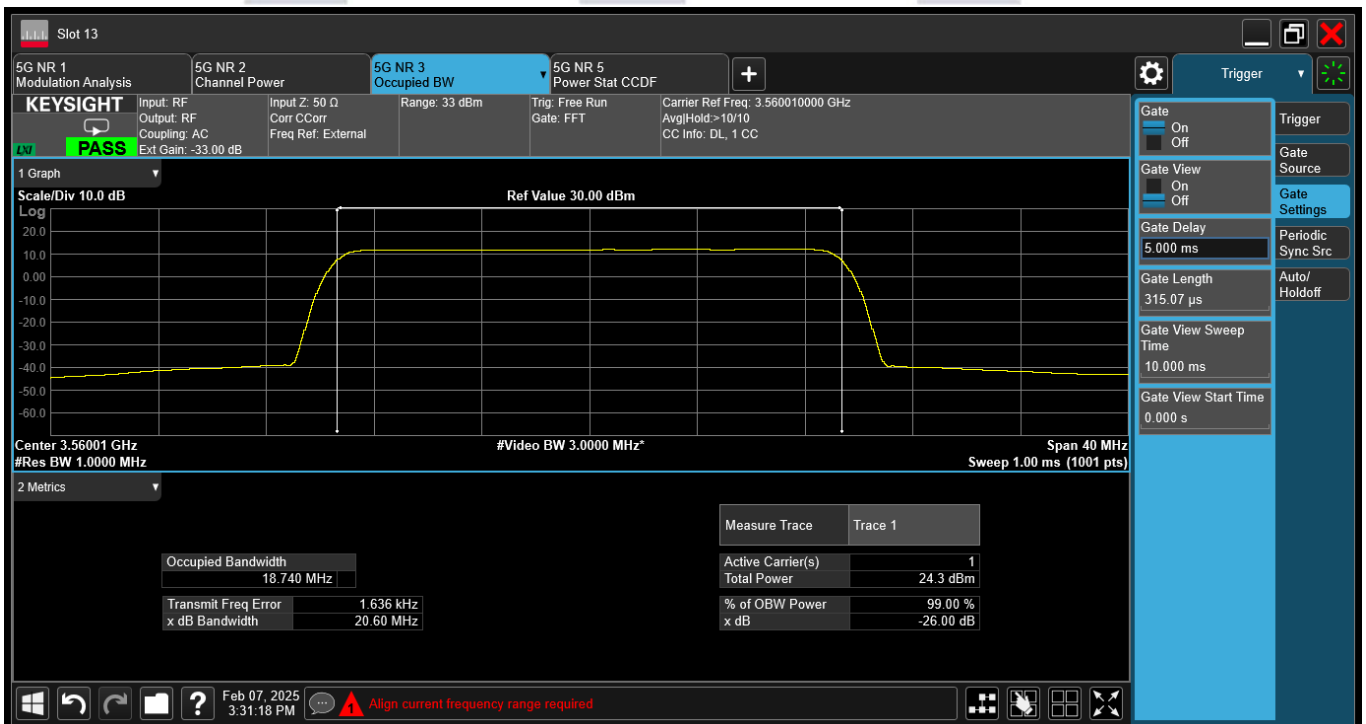 Slot 13
5G NR 1
Modulation Analysis
5G NR 2
Channel Power
5G NR 3
Occupied BW
5G NR 5
Power Stat CCDF
Trigger
KEYSIGHT
LXI
PASS
Input: RF
Output: RF
Coupling: AC
Ext Gain: -33.00 dB
Input Z: 50 Ω
Corr CCorr
Freq Ref: External
Range: 33 dBm
Trig: Free Run
Gate: FFT
Carrier Ref Freq: 3.560010000 GHz
Avg|Hold:>10/10
CC Info: DL, 1 CC
1 Graph
Scale/Div 10.0 dB
Ref Value 30.00 dBm
Log
20.0
10.0
0.00
-10.0
-20.0
-30.0
-40.0
-50.0
-60.0
Center 3.56001 GHz
#Video BW 3.0000 MHz*
Span 40 MHz
#Res BW 1.0000 MHz
Sweep 1.00 ms (1001 pts)
2 Metrics
Measure Trace Trace 1
Occupied Bandwidth
18.740 MHz
Active Carrier(s) 1
Total Power 24.3 dBm
Transmit Freq Error 1.636 kHz
x dB Bandwidth 20.60 MHz
% of OBW Power 99.00 %
x dB -26.00 dB
Gate
On
Off
Gate View
On
Off
Gate Delay
5.000 ms
Gate Length
315.07 µs
Gate View Sweep
Time
10.000 ms
Gate View Start Time
0.000 s
Trigger
Gate
Source
Gate
Settings
Periodic
Sync Src
Auto/
Holdoff
?
Feb 07, 2025
3:31:18 PM
1
Align current frequency range required